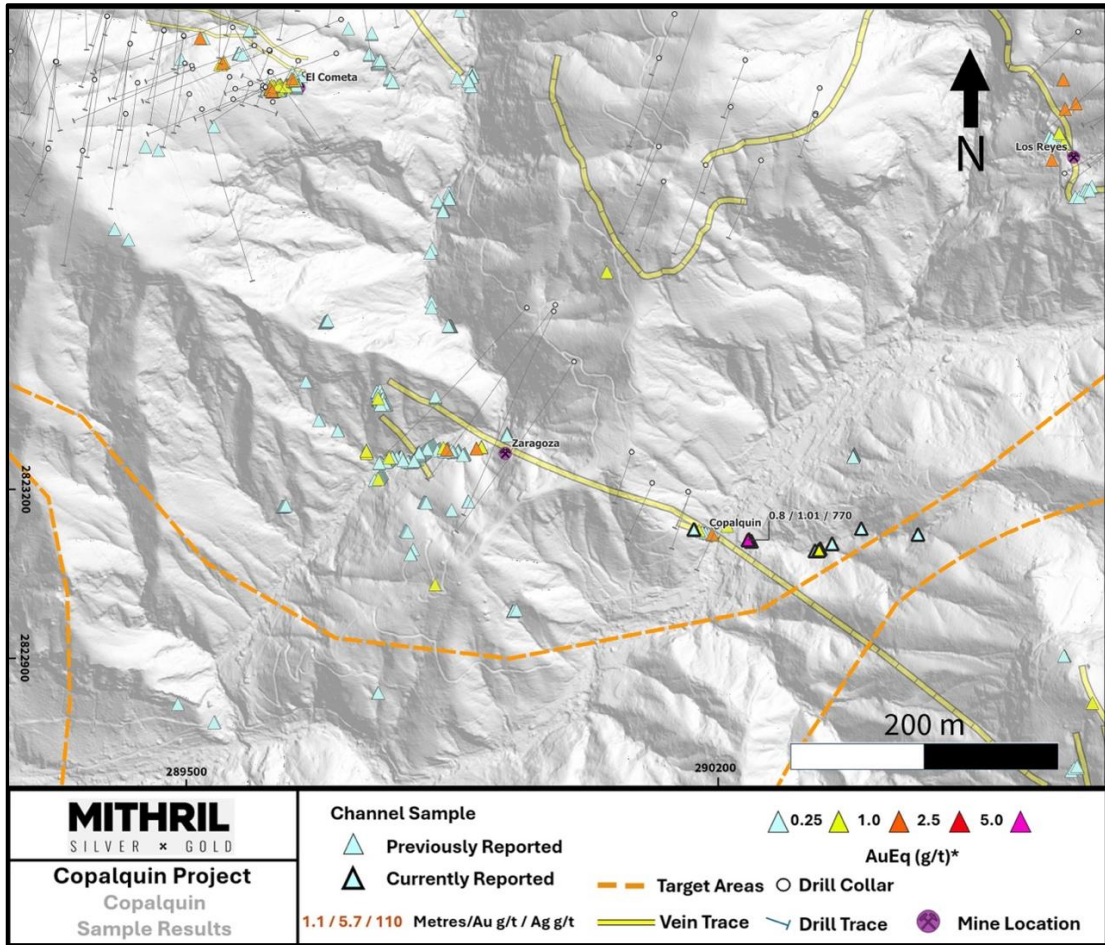 El Cometa
Los Reyes
N
Zaragoza
2823200
0.8 / 1.01 / 770
Copalquin
2822900
200 m
289500
290200
MITHRIL
SILVER × GOLD
Copalquin Project
Copalquin
Sample Results
Channel Sample
Previously Reported
Currently Reported
1.1 / 5.7 / 110 Metres/Au g/t / Ag g/t
0.25 1.0 2.5 5.0
AuEq (g/t)*
Target Areas Drill Collar
Vein Trace Drill Trace Mine Location